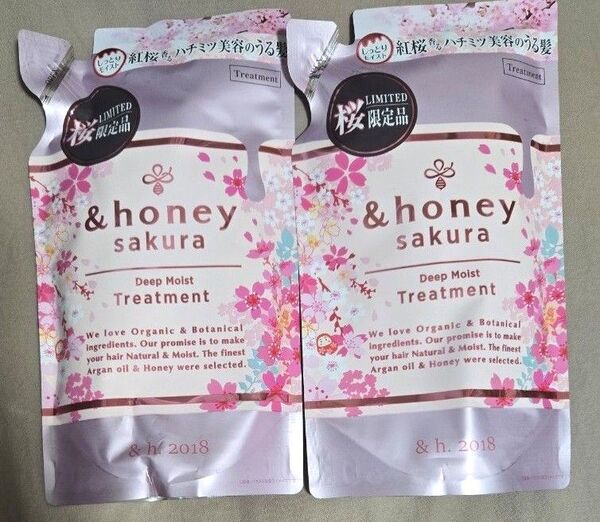 しっとり
モイスト
紅桜香るハチミツ美容のうる髪
Treatment
LIMITED
桜限定品
&honey
sakura
Deep Moist
Treatment
We love Organic & Botanical
ingredients. Our promise is to make
your hair Natural & Moist. The finest
Argan oil & Honey were selected.
& h. 2018
しっとり
モイスト
紅桜香るハチミツ美容のうる髪
Treatment
LIMITED
桜限定品
&honey
sakura
Deep Moist
Treatment
We love Organic & Botanical
ingredients. Our promise is to make
your hair Natural & Moist. The finest
Argan oil & Honey were selected.
& h. 2018